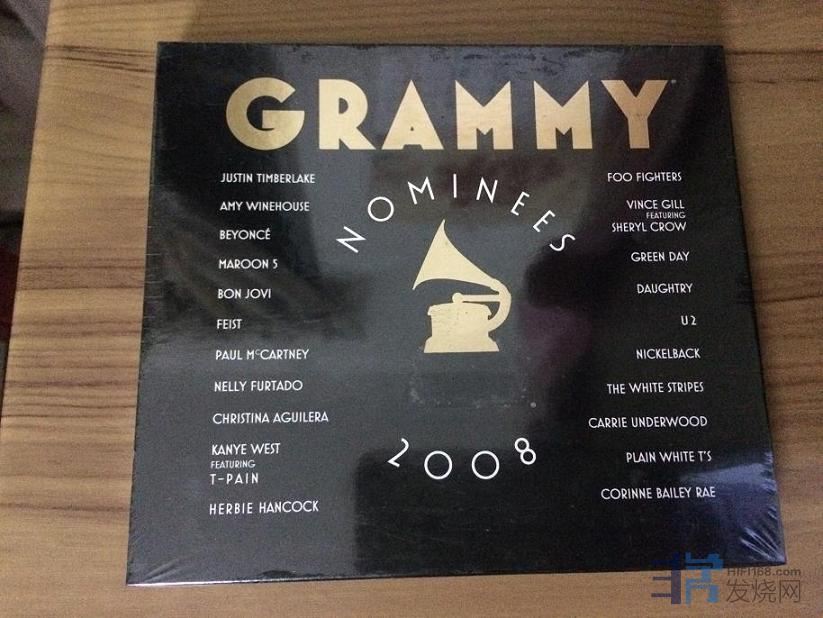 GRAMMY
NOMINEES
2008
JUSTIN TIMBERLAKE
AMY WINEHOUSE
BEYONCÉ
MAROON 5
BON JOVI
FEIST
PAUL McCARTNEY
NELLY FURTADO
CHRISTINA AGUILERA
KANYE WEST
FEATURING
T-PAIN
HERBIE HANCOCK
FOO FIGHTERS
VINCE GILL
FEATURING
SHERYL CROW
GREEN DAY
DAUGHTRY
U2
NICKELBACK
THE WHITE STRIPES
CARRIE UNDERWOOD
PLAIN WHITE T'S
CORINNE BAILEY RAE
HIFI168.com
发烧网